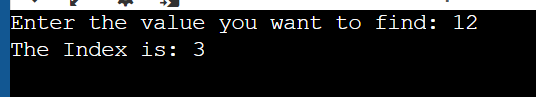 Enter the value you want to find: 12
The Index is: 3